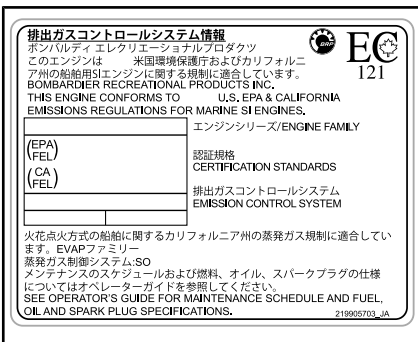 排出ガスコントロールシステム情報
ボンバルディ エレクリエーショナルプロダクツ
このエンジンは 米国環境保護庁およびカリフォルニ
ア州の船舶用SIエンジンに関する規制に適合しています。
BOMBARDIER RECREATIONAL PRODUCTS INC.
THIS ENGINE CONFORMS TO U.S. EPA & CALIFORNIA
EMISSIONS REGULATIONS FOR MARINE SI ENGINES.
BRP
EC
121
エンジンシリーズ/ENGINE FAMILY
(EPA)
(FEL)
認証規格
CERTIFICATION STANDARDS
(CA)
(FEL)
排出ガスコントロールシステム
EMISSION CONTROL SYSTEM
火花点火方式の船舶に関するカリフォルニア州の蒸発ガス規制に適合してい
ます。EVAPファミリー
蒸発ガス制御システム:SO
メンテナンスのスケジュールおよび燃料、オイル、スパークプラグの仕様
についてはオペレーターガイドを参照してください。
SEE OPERATOR'S GUIDE FOR MAINTENANCE SCHEDULE AND FUEL,
OIL AND SPARK PLUG SPECIFICATIONS.
219905703_JA